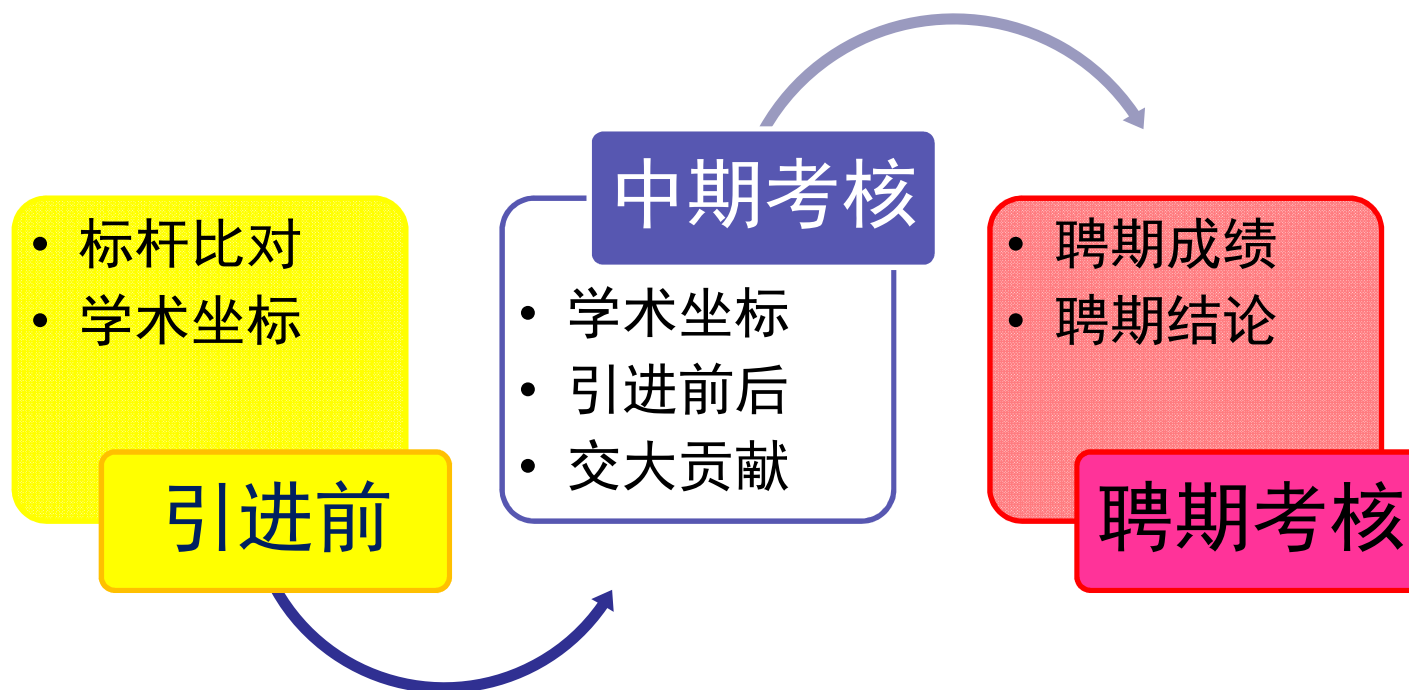 • 标杆比对
• 学术坐标
引进前
中期考核
• 学术坐标
• 引进前后
• 交大贡献
• 聘期成绩
• 聘期结论
聘期考核